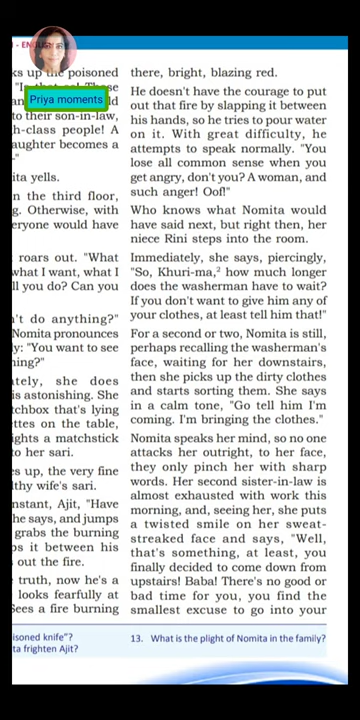 - ENGL
Priya moments
ks up the poisoned
to their son-in-law,
h-class people! A
aughter becomes a
."
ita yells.
n the third floor,
g. Otherwise, with
eryone would have
roars out. "What
what I want, what I
ll you do? Can you
't do anything?"
Nomita pronounces
ly: "You want to see
hing?"
ately, she does
is astonishing. She
tchbox that's lying
ttes on the table,
ights a matchstick
to her sari.
es up, the very fine
lthy wife's sari.
nstant, Ajit, "Have
he says, and jumps
grabs the burning
ps it between his
out the fire.
truth, now he's a
looks fearfully at
Sees a fire burning
there, bright, blazing red.
He doesn't have the courage to put
out that fire by slapping it between
his hands, so he tries to pour water
on it. With great difficulty, he
attempts to speak normally. "You
lose all common sense when you
get angry, don't you? A woman, and
such anger! Oof!"
Who knows what Nomita would
have said next, but right then, her
niece Rini steps into the room.
Immediately, she says, piercingly,
"So, Khuri-ma,² how much longer
does the washerman have to wait?
If you don't want to give him any of
your clothes, at least tell him that!"
For a second or two, Nomita is still,
perhaps recalling the washerman's
face, waiting for her downstairs,
then she picks up the dirty clothes
and starts sorting them. She says
in a calm tone, "Go tell him I'm
coming. I'm bringing the clothes."
Nomita speaks her mind, so no one
attacks her outright, to her face,
they only pinch her with sharp
words. Her second sister-in-law is
almost exhausted with work this
morning, and, seeing her, she puts
a twisted smile on her sweat-
streaked face and says, "Well,
that's something, at least, you
finally decided to come down from
upstairs! Baba! There's no good or
bad time for you, you find the
smallest excuse to go into your
isoned knife"?
ta frighten Ajit?
13. What is the plight of Nomita in the family?